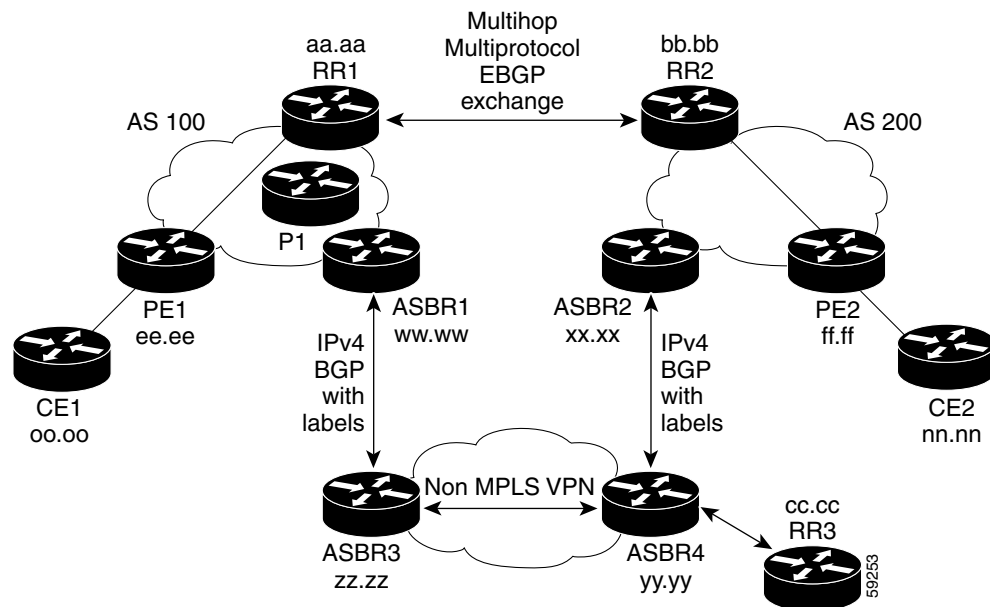 Multihop
Multiprotocol
EBGP
exchange
aa.aa
RR1
bb.bb
RR2
AS 100
AS 200
P1
PE1
ee.ee
ASBR1
ww.ww
ASBR2
xx.xx
PE2
ff.ff
IPv4
BGP
with
labels
IPv4
BGP
with
labels
CE1
oo.oo
CE2
nn.nn
Non MPLS VPN
ASBR3
zz.zz
ASBR4
yy.yy
cc.cc
RR3
59253